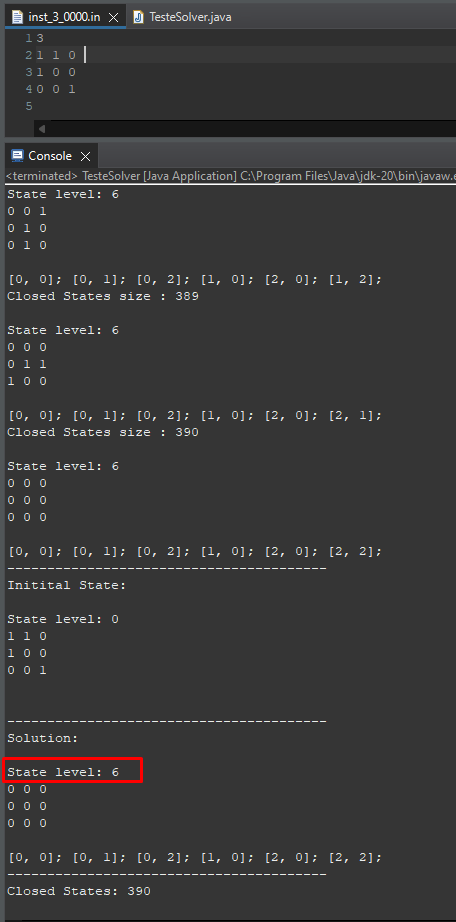 inst_3_0000.in
TesteSolver.java
1 3
2 1 1 0
3 1 0 0
4 0 0 1
5
Console
<terminated> TesteSolver [Java Application] C:\Program Files\Java\jdk-20\bin\javaw.e
State level: 6
0 0 1
0 1 0
0 1 0
[0, 0]; [0, 1]; [0, 2]; [1, 0]; [2, 0]; [1, 2];
Closed States size : 389
State level: 6
0 0 0
0 1 1
1 0 0
[0, 0]; [0, 1]; [0, 2]; [1, 0]; [2, 0]; [2, 1];
Closed States size : 390
State level: 6
0 0 0
0 0 0
0 0 0
[0, 0]; [0, 1]; [0, 2]; [1, 0]; [2, 0]; [2, 2];
----------------------------------------
Initital State:
State level: 0
1 1 0
1 0 0
0 0 1
----------------------------------------
Solution:
State level: 6
0 0 0
0 0 0
0 0 0
[0, 0]; [0, 1]; [0, 2]; [1, 0]; [2, 0]; [2, 2];
----------------------------------------
Closed States: 390